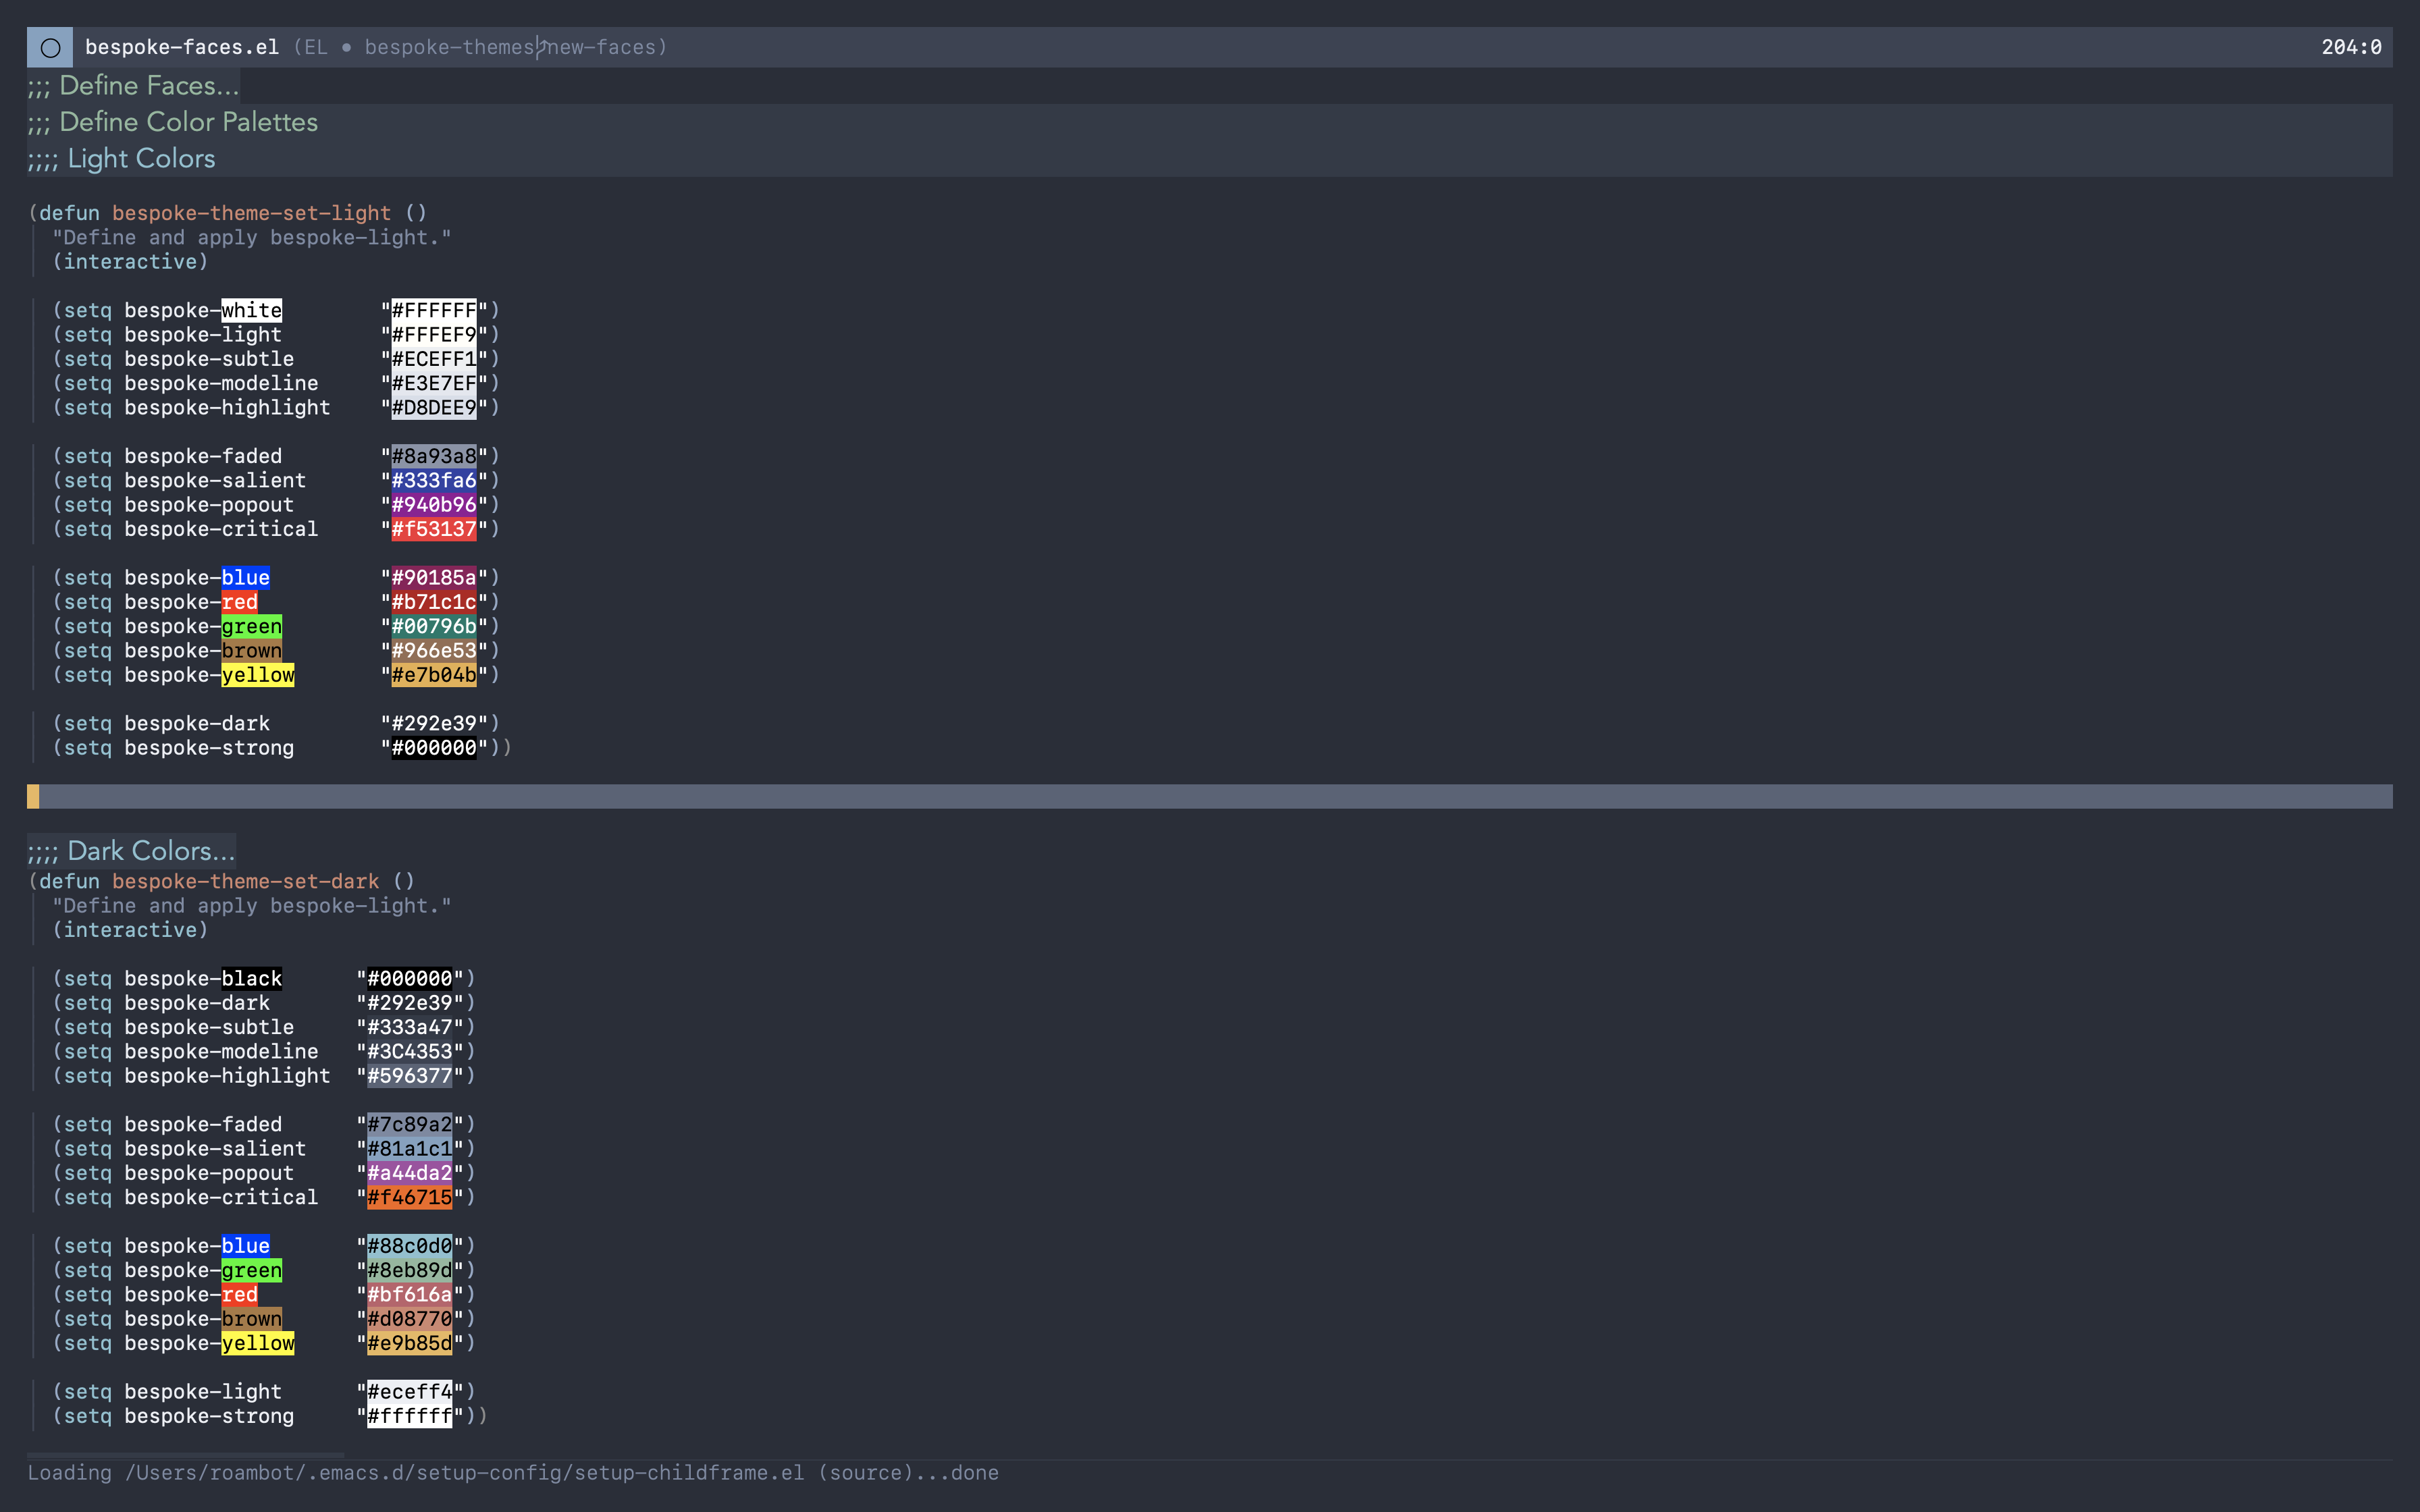 bespoke-faces.el (EL • bespoke-themes new-faces) 204:0
;;; Define Faces...
;;; Define Color Palettes
;;;; Light Colors
(defun bespoke-theme-set-light ()
"Define and apply bespoke-light."
(interactive)
(setq bespoke-white "#FFFFFF")
(setq bespoke-light "#FFFEF9")
(setq bespoke-subtle "#ECEFF1")
(setq bespoke-modeline "#E3E7EF")
(setq bespoke-highlight "#D8DEE9")
(setq bespoke-faded "#8a93a8")
(setq bespoke-salient "#333fa6")
(setq bespoke-popout "#940b96")
(setq bespoke-critical "#f53137")
(setq bespoke-blue "#90185a")
(setq bespoke-red "#b71c1c")
(setq bespoke-green "#00796b")
(setq bespoke-brown "#966e53")
(setq bespoke-yellow "#e7b04b")
(setq bespoke-dark "#292e39")
(setq bespoke-strong "#000000"))
;;;; Dark Colors...
(defun bespoke-theme-set-dark ()
"Define and apply bespoke-light."
(interactive)
(setq bespoke-black "#000000")
(setq bespoke-dark "#292e39")
(setq bespoke-subtle "#333a47")
(setq bespoke-modeline "#3C4353")
(setq bespoke-highlight "#596377")
(setq bespoke-faded "#7c89a2")
(setq bespoke-salient "#81a1c1")
(setq bespoke-popout "#a44da2")
(setq bespoke-critical "#f46715")
(setq bespoke-blue "#88c0d0")
(setq bespoke-green "#8eb89d")
(setq bespoke-red "#bf616a")
(setq bespoke-brown "#d08770")
(setq bespoke-yellow "#e9b85d")
(setq bespoke-light "#eceff4")
(setq bespoke-strong "#ffffff"))
Loading /Users/roambot/.emacs.d/setup-config/setup-childframe.el (source)...done